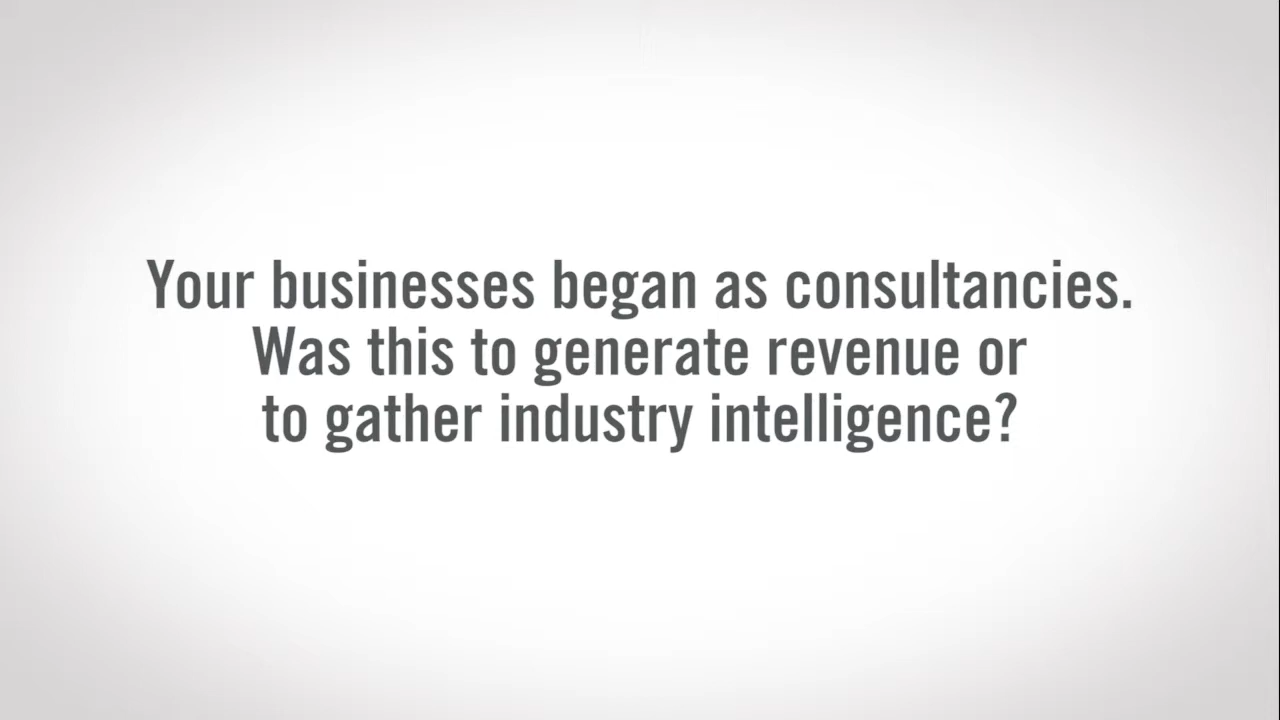 Your businesses began as consultancies.
Was this to generate revenue or
to gather industry intelligence?